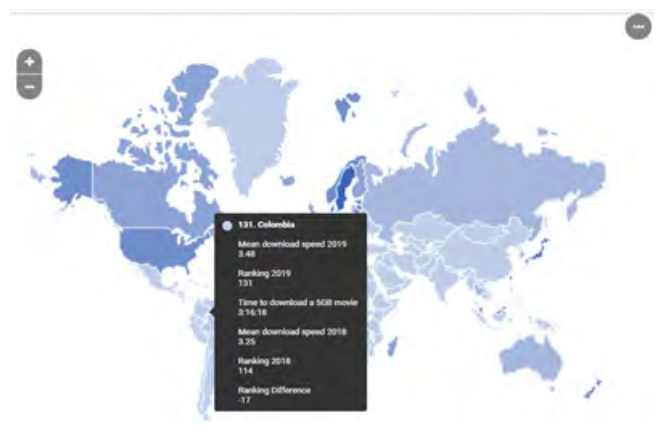 +
−
131. Colombia
Mean download speed 2019
3.48
Ranking 2019
131
Time to download a 5GB movie
3:16:18
Mean download speed 2018
3.25
Ranking 2018
114
Ranking Difference
-17